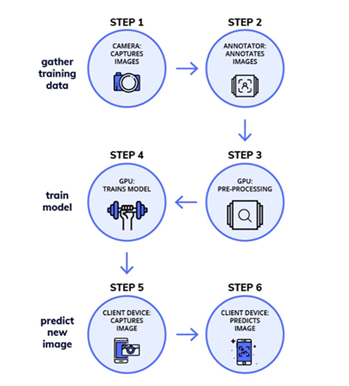 STEP 1
STEP 2
CAMERA:
CAPTURES
IMAGES
ANNOTATOR:
ANNOTATES
IMAGES
gather
training
data
STEP 4
STEP 3
GPU:
TRAINS MODEL
GPU:
PRE-PROCESSING
train
model
STEP 5
STEP 6
CLIENT DEVICE:
CAPTURES
IMAGE
CLIENT DEVICE:
PREDICTS
IMAGE
predict
new
image